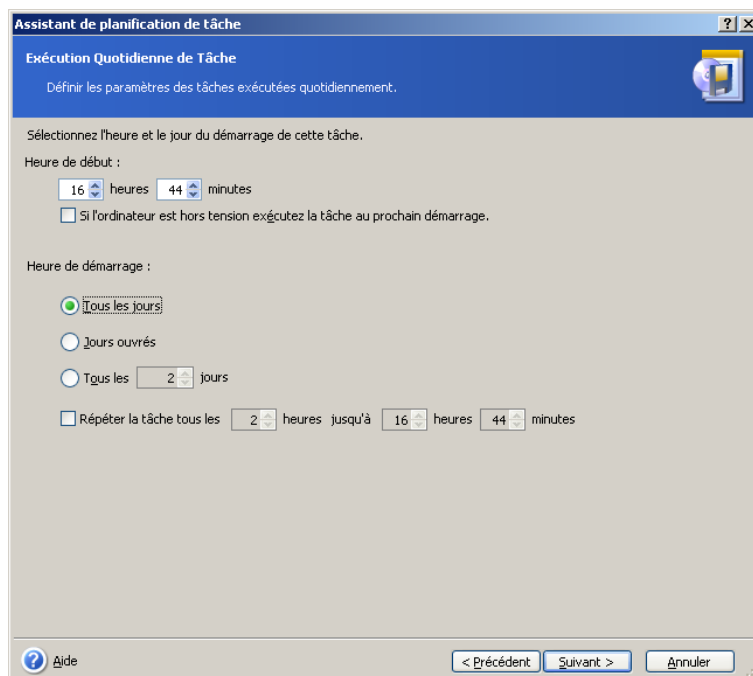 Assistant de planification de tâche
Exécution Quotidienne de Tâche
Définir les paramètres des tâches exécutées quotidiennement.
Sélectionnez l'heure et le jour du démarrage de cette tâche.
Heure de début :
16 heures 44 minutes
Si l'ordinateur est hors tension exécutez la tâche au prochain démarrage.
Heure de démarrage :
Tous les jours
Jours ouvrés
Tous les 2 jours
Répéter la tâche tous les 2 heures jusqu'à 16 heures 44 minutes
Aide < Précédent Suivant > Annuler